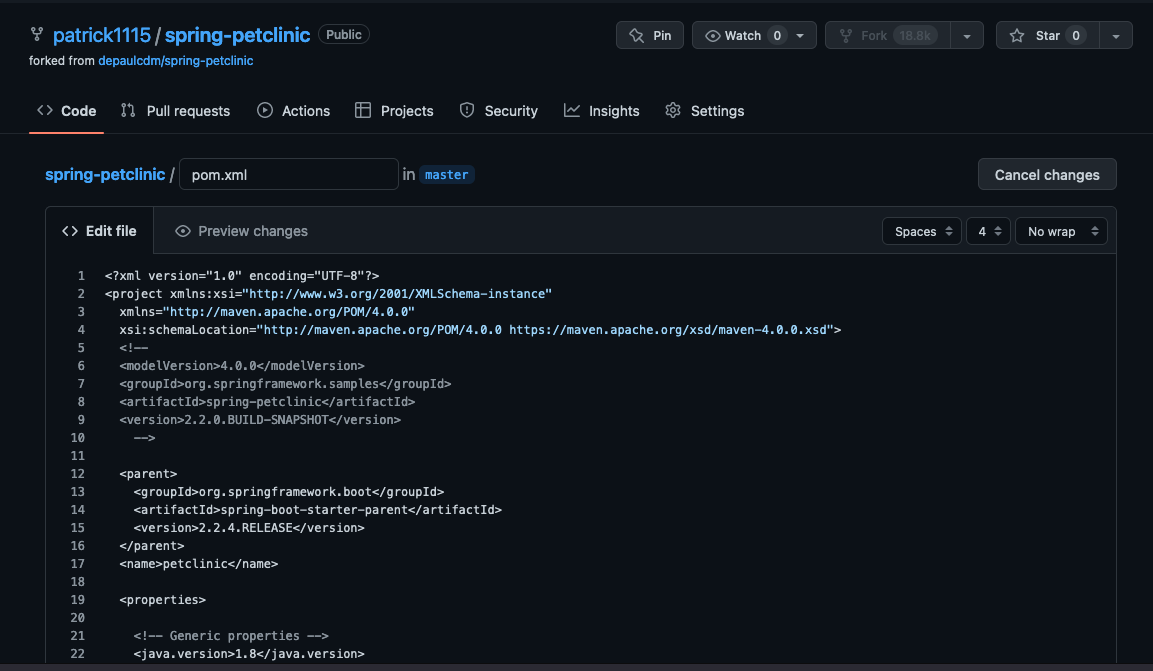 patrick1115 / spring-petclinic Public
Pin
Watch 0
Fork 18.8k
Star 0
forked from depaulcdm/spring-petclinic
Code
Pull requests
Actions
Projects
Security
Insights
Settings
spring-petclinic / pom.xml in master
Cancel changes
<> Edit file
Preview changes
Spaces
4
No wrap
1 <?xml version="1.0" encoding="UTF-8"?>
2 <project xmlns:xsi="http://www.w3.org/2001/XMLSchema-instance"
3 xmlns="http://maven.apache.org/POM/4.0.0"
4 xsi:schemaLocation="http://maven.apache.org/POM/4.0.0 https://maven.apache.org/xsd/maven-4.0.0.xsd">
5 <!--
6 <modelVersion>4.0.0</modelVersion>
7 <groupId>org.springframework.samples</groupId>
8 <artifactId>spring-petclinic</artifactId>
9 <version>2.2.0.BUILD-SNAPSHOT</version>
10 -->
11
12 <parent>
13 <groupId>org.springframework.boot</groupId>
14 <artifactId>spring-boot-starter-parent</artifactId>
15 <version>2.2.4.RELEASE</version>
16 </parent>
17 <name>petclinic</name>
18
19 <properties>
20
21 <!-- Generic properties -->
22 <java.version>1.8</java.version>